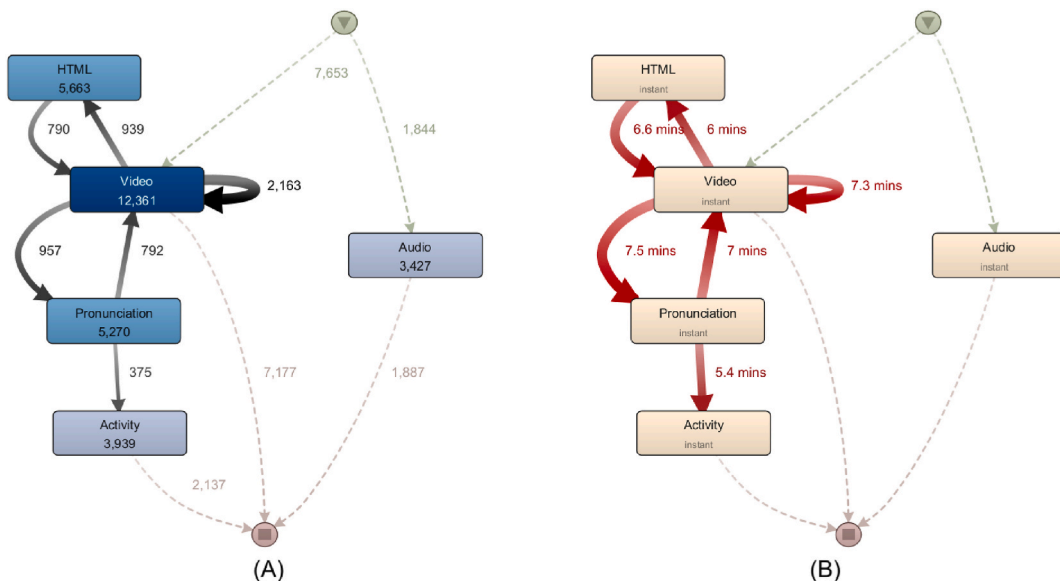 7,653
1,844
HTML
5,663
790
939
Video
12,361
2,163
957
792
Audio
3,427
Pronunciation
5,270
375
7,177
1,887
Activity
3,939
2,137
(A)
HTML
instant
6.6 mins
6 mins
Video
instant
7.3 mins
7.5 mins
7 mins
Audio
instant
Pronunciation
instant
5.4 mins
Activity
instant
(B)